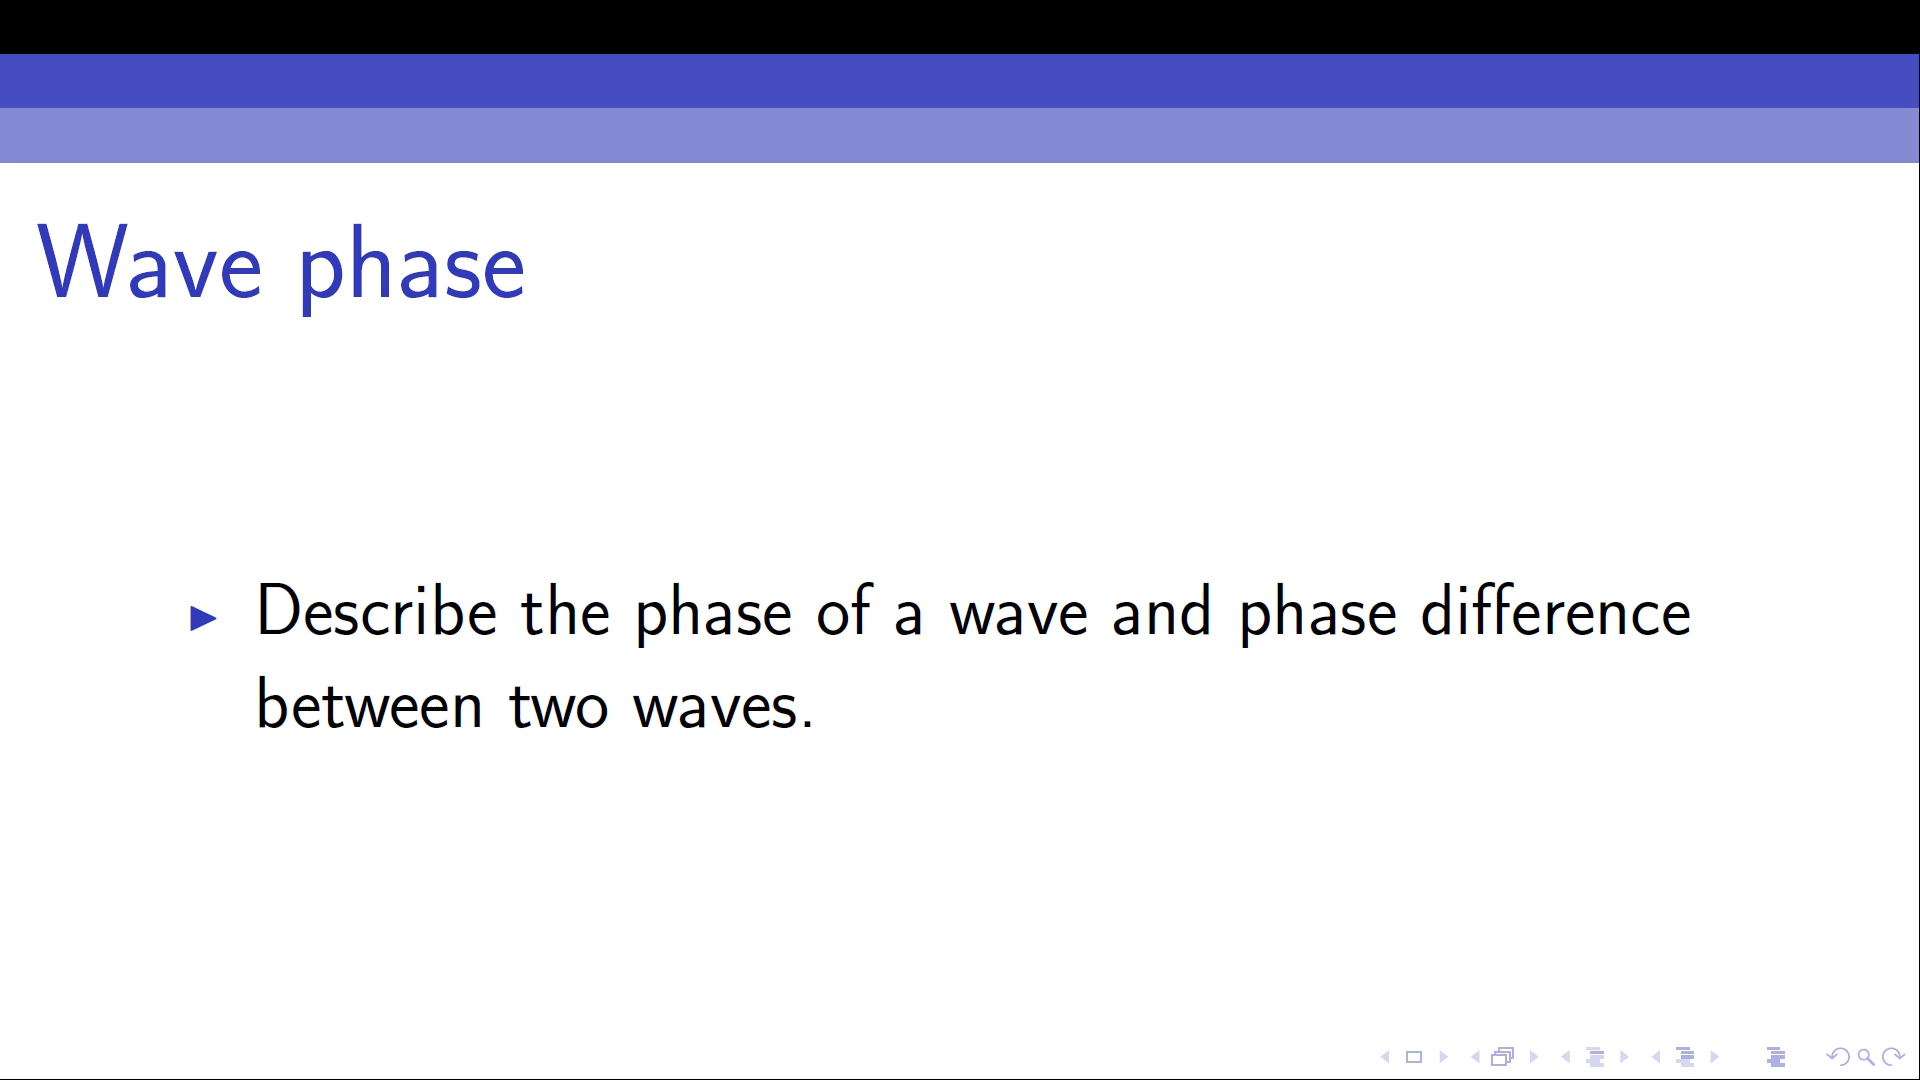 Wave phase
Describe the phase of a wave and phase difference
between two waves.